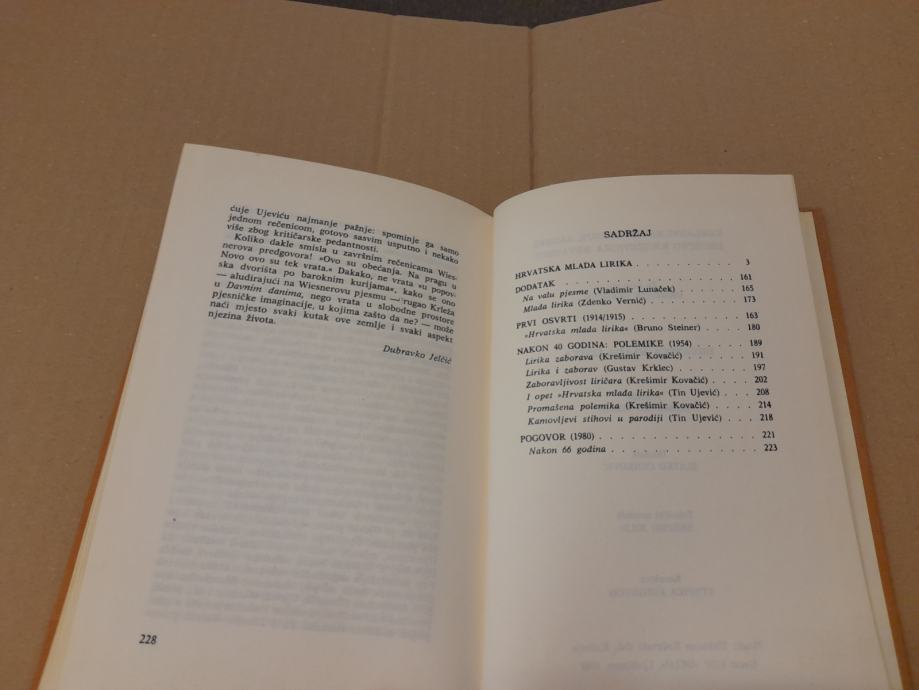 ćuje Ujeviću najmanje pažnje: spominje ga samo
jednom rečenicom, gotovo sasvim usputno i nekako
više zbog kritičarske pedantnosti.
Koliko dakle smisla u završnim rečenicama Wies-
nerova predgovora! »Ovo su obećanja. Na pragu u
Novo ovo su tek vrata.« Dakako, ne vrata »u popov-
ska dvorišta po baroknim kurijama«, kako se ono
— aludirajući na Wiesnerovu pjesmu — rugao Krleža
u Davnim danima, nego vrata u slobodne prostore
pjesničke imaginacije, u kojima zašto da ne? — može
naći mjesto svaki kutak ove zemlje i svaki aspekt
njezina života.
Dubravko Jelčić
228
SADRŽAJ
HRVATSKA MLADA LIRIKA . . . . . . . . . . 3
DODATAK . . . . . . . . . . . . . . . . 161
Na valu pjesme (Vladimir Lunaček) . . . . . 165
Mlada lirika (Zdenko Vernić) . . . . . . . 173
PRVI OSVRTI (1914/1915) . . . . . . . . . . 163
»Hrvatska mlada lirika« (Bruno Steiner) . . . . 180
NAKON 40 GODINA: POLEMIKE (1954) . . . . . 189
Lirika zaborava (Krešimir Kovačić) . . . . . 191
Lirika i zaborav (Gustav Krklec) . . . . . . 197
Zaboravljivost liričara (Krešimir Kovačić) . . . . 202
I opet »Hrvatska mlada lirika« (Tin Ujević) . . . 208
Promašena polemika (Krešimir Kovačić) . . . . 214
Kamovljevi stihovi u parodiji (Tin Ujević) . . . 218
POGOVOR (1980) . . . . . . . . . . . . . 221
Nakon 66 godina . . . . . . . . . . . . . 223